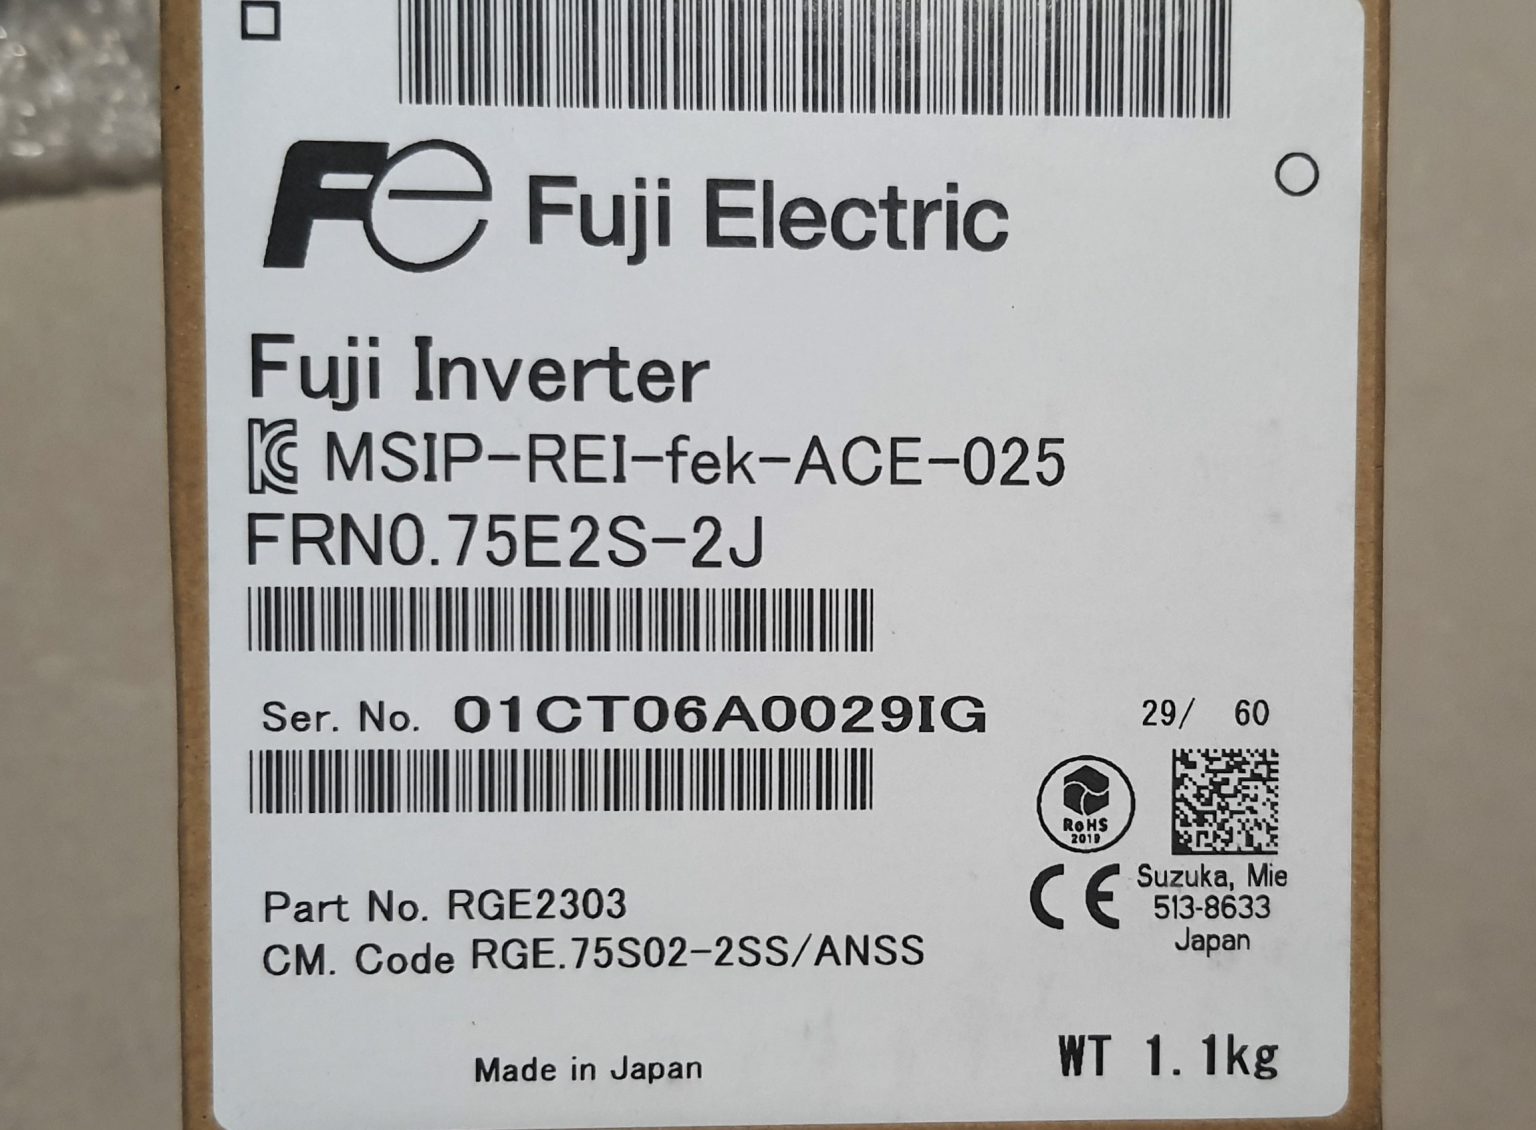 Fe Fuji Electric
Fuji Inverter
MSIP-REI-fek-ACE-025
FRN0.75E2S-2J
Ser. No. 01CT06A0029IG 29/ 60
RoHS
2019
CE
Suzuka, Mie
513-8633
Japan
Part No. RGE2303
CM. Code RGE.75S02-2SS/ANSS
Made in Japan
WT 1.1kg